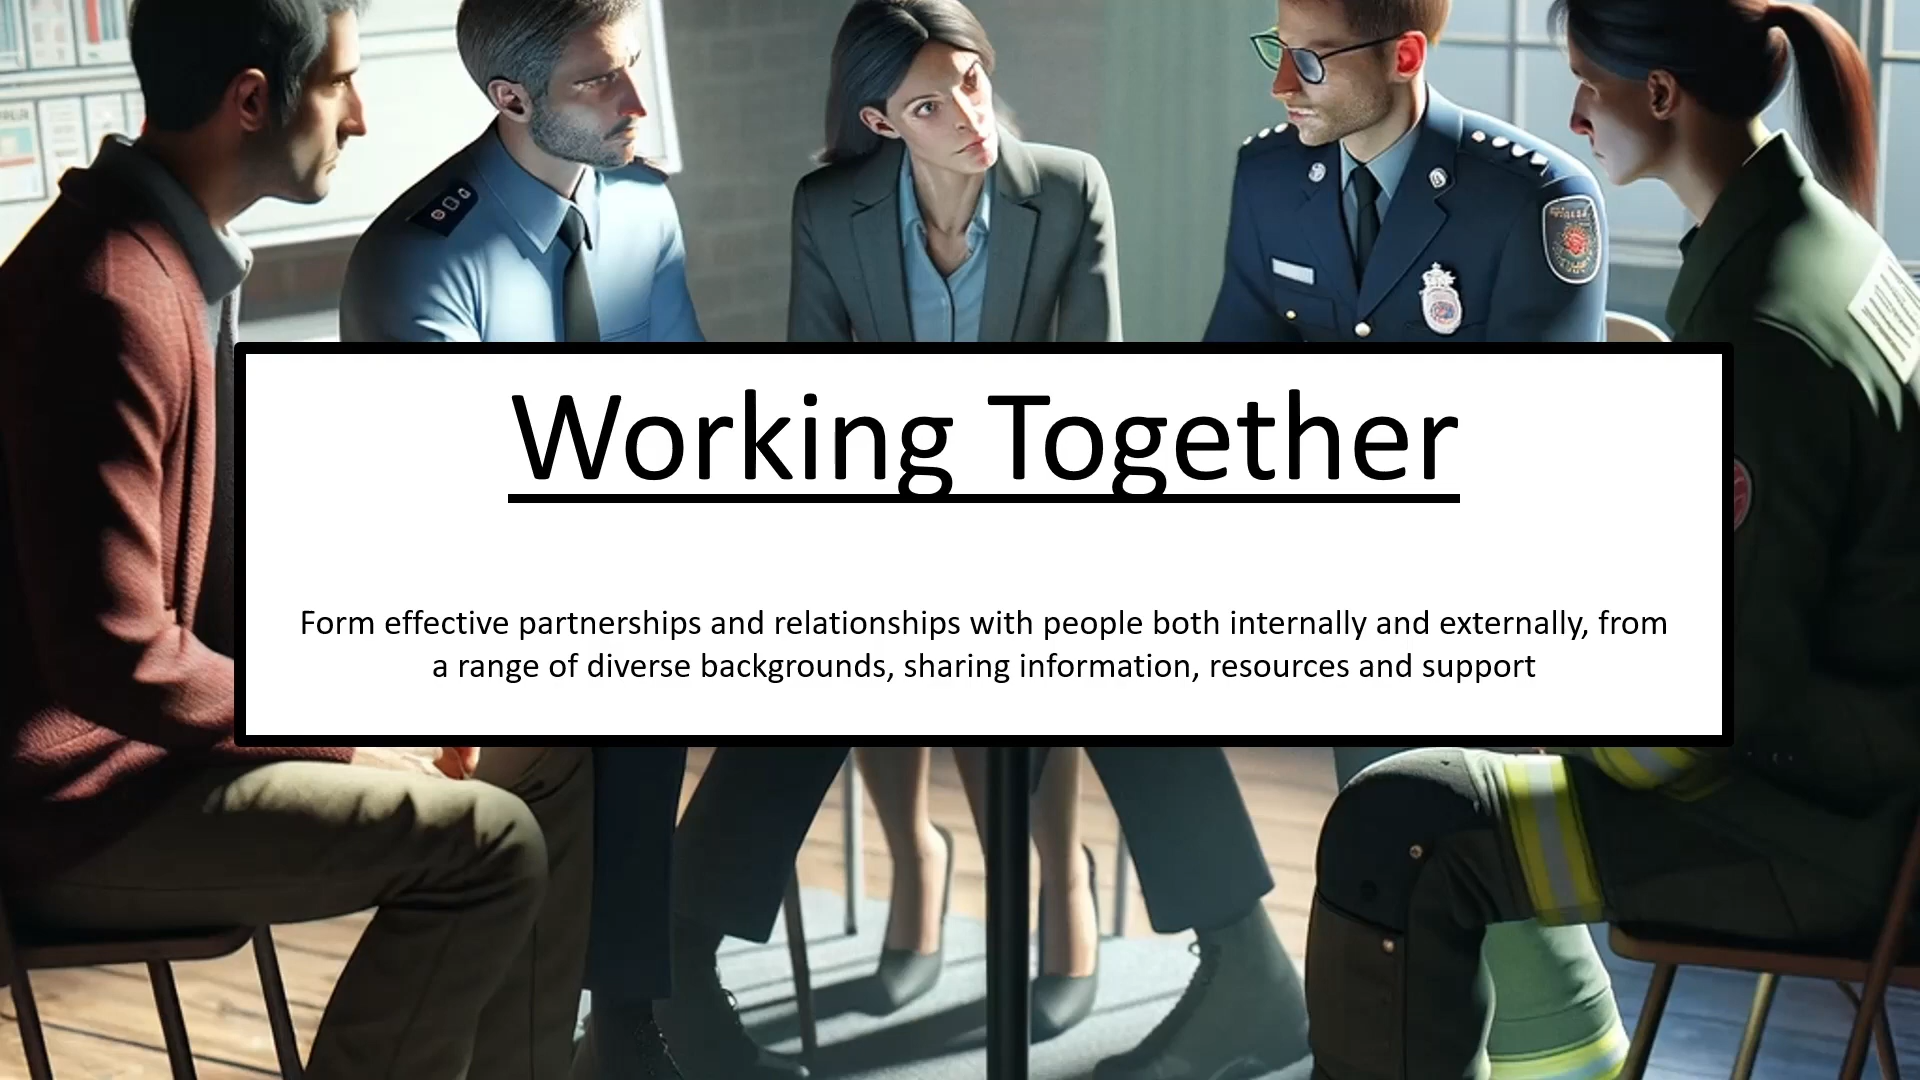 Working Together
Form effective partnerships and relationships with people both internally and externally, from
a range of diverse backgrounds, sharing information, resources and support